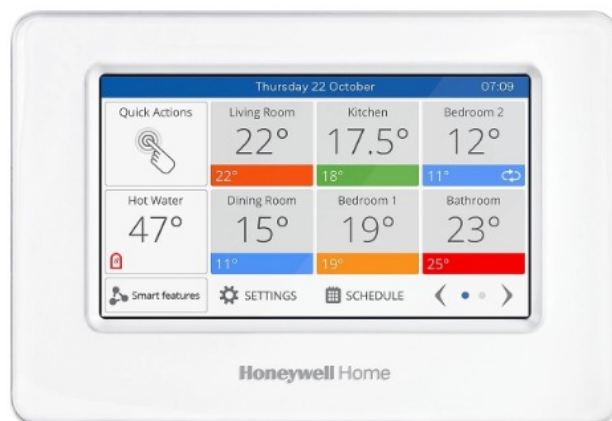 Thursday 22 October 07:09
Quick Actions
Living Room
22°
22°
Kitchen
17.5°
18°
Bedroom 2
12°
11°
Hot Water
47°
Dining Room
15°
11°
Bedroom 1
19°
19°
Bathroom
23°
25°
Smart features
SETTINGS
SCHEDULE
Honeywell Home